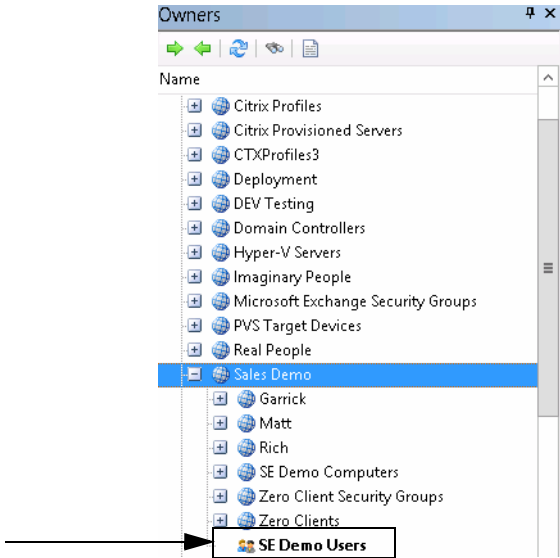 Owners
Name
Citrix Profiles
Citrix Provisioned Servers
CTXProfiles3
Deployment
DEV Testing
Domain Controllers
Hyper-V Servers
Imaginary People
Microsoft Exchange Security Groups
PVS Target Devices
Real People
Sales Demo
Garrick
Matt
Rich
SE Demo Computers
Zero Client Security Groups
Zero Clients
SE Demo Users